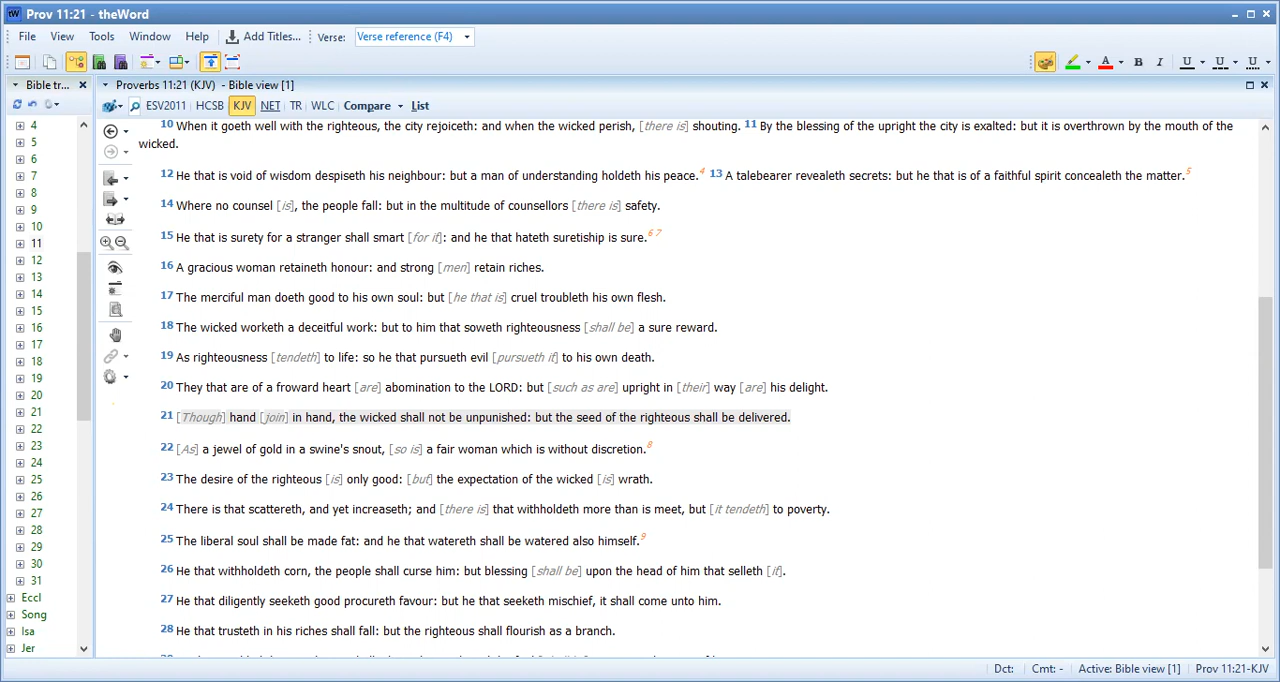 Prov 11:21 - theWord
File View Tools Window Help Add Titles... Verse: Verse reference (F4)
B I U U U
Bible tr... Proverbs 11:21 (KJV) - Bible view [1]
ESV2011 HCSB KJV NET TR WLC Compare List
4
5
6
7
8
9
10
11
12
13
14
15
16
17
18
19
20
21
22
23
24
25
26
27
28
29
30
31
Eccl
Song
Isa
Jer
10 When it goeth well with the righteous, the city rejoiceth: and when the wicked perish, [there is] shouting. 11 By the blessing of the upright the city is exalted: but it is overthrown by the mouth of the
wicked.
12 He that is void of wisdom despiseth his neighbour: but a man of understanding holdeth his peace.4 13 A talebearer revealeth secrets: but he that is of a faithful spirit concealeth the matter.5
14 Where no counsel [is], the people fall: but in the multitude of counsellors [there is] safety.
15 He that is surety for a stranger shall smart [for it]: and he that hateth suretiship is sure.6 7
16 A gracious woman retaineth honour: and strong [men] retain riches.
17 The merciful man doeth good to his own soul: but [he that is] cruel troubleth his own flesh.
18 The wicked worketh a deceitful work: but to him that soweth righteousness [shall be] a sure reward.
19 As righteousness [tendeth] to life: so he that pursueth evil [pursueth it] to his own death.
20 They that are of a froward heart [are] abomination to the LORD: but [such as are] upright in [their] way [are] his delight.
21 [Though] hand [join] in hand, the wicked shall not be unpunished: but the seed of the righteous shall be delivered.
22 [As] a jewel of gold in a swine's snout, [so is] a fair woman which is without discretion.8
23 The desire of the righteous [is] only good: [but] the expectation of the wicked [is] wrath.
24 There is that scattereth, and yet increaseth; and [there is] that withholdeth more than is meet, but [it tendeth] to poverty.
25 The liberal soul shall be made fat: and he that watereth shall be watered also himself.9
26 He that withholdeth corn, the people shall curse him: but blessing [shall be] upon the head of him that selleth [it].
27 He that diligently seeketh good procureth favour: but he that seeketh mischief, it shall come unto him.
28 He that trusteth in his riches shall fall: but the righteous shall flourish as a branch.
Dct: Cmt: - Active: Bible view [1] Prov 11:21-KJV